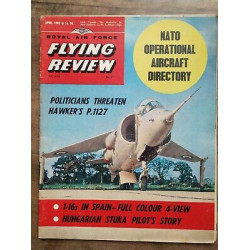 ROYAL AIR FORCE
FLYING
REVIEW
NATO
OPERATIONAL
AIRCRAFT
DIRECTORY
POLITICIANS THREATEN
HAWKER'S P.1127
I-16s IN SPAIN—FULL COLOUR 4-VIEW
HUNGARIAN STUKA PILOT'S STORY